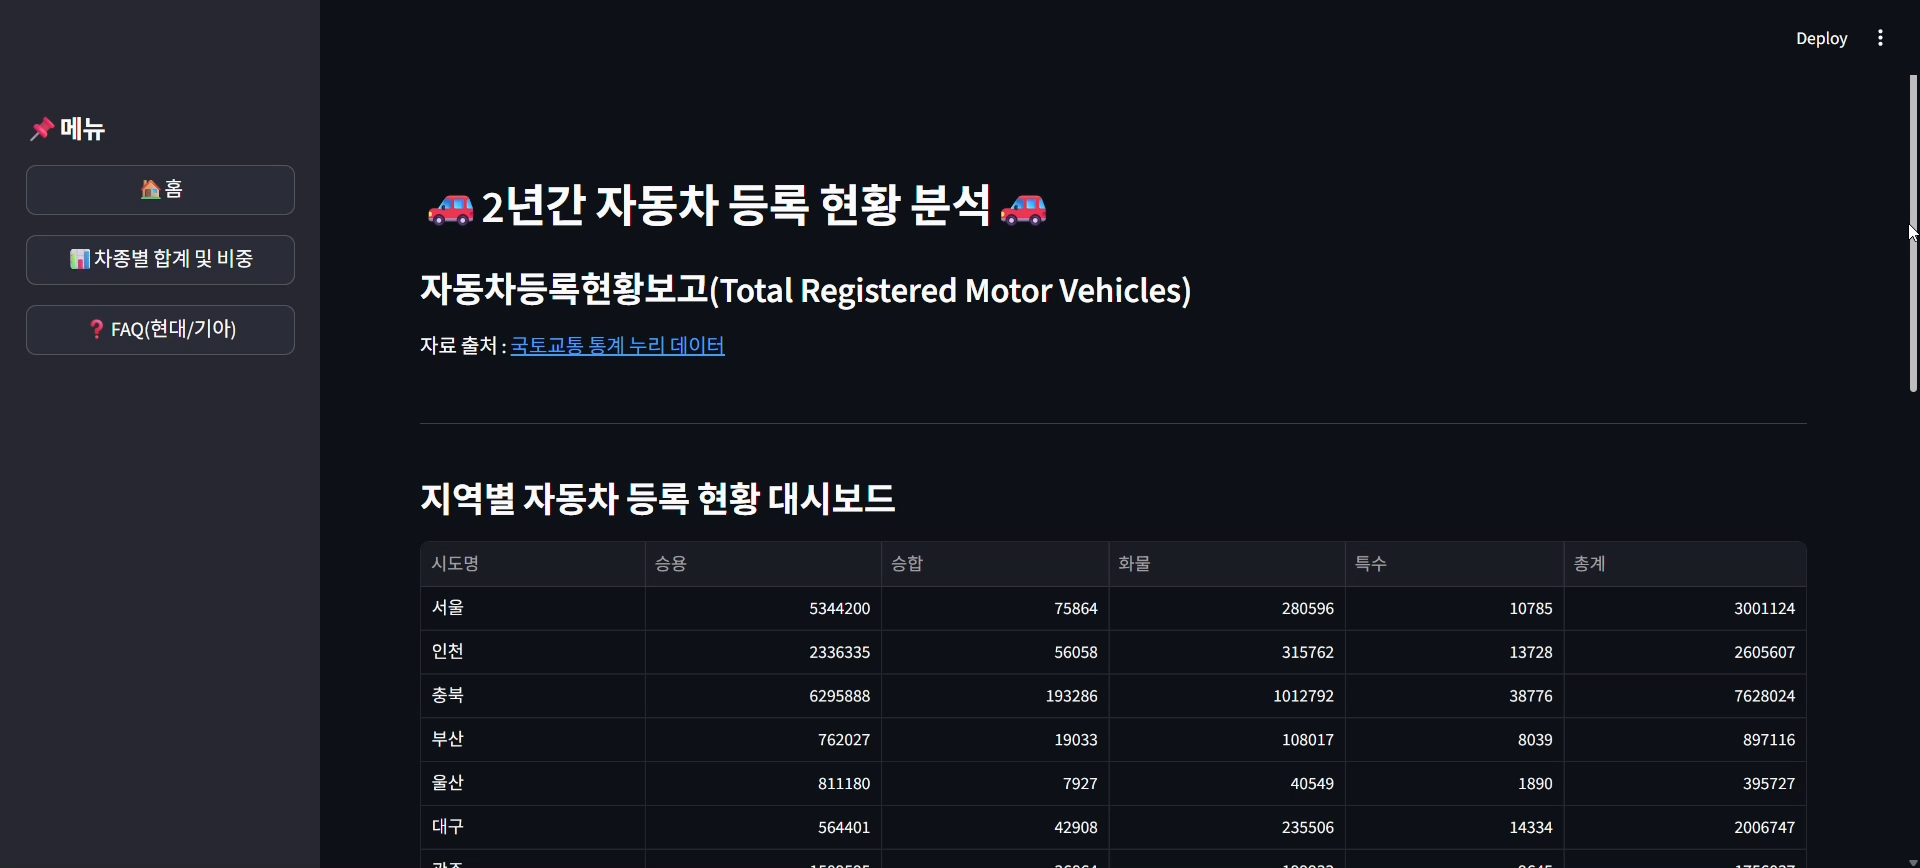 Deploy
📌 메뉴
🏠 홈
📊 차종별 합계 및 비중
❓ FAQ(현대/기아)
🚗 2년간 자동차 등록 현황 분석 🚗
자동차등록현황보고(Total Registered Motor Vehicles)
자료 출처 : 국토교통 통계 누리 데이터
지역별 자동차 등록 현황 대시보드
시도명 승용 승합 화물 특수 총계
서울 5344200 75864 280596 10785 3001124
인천 2336335 56058 315762 13728 2605607
충북 6295888 193286 1012792 38776 7628024
부산 762027 19033 108017 8039 897116
울산 811180 7927 40549 1890 395727
대구 564401 42908 235506 14334 2006747